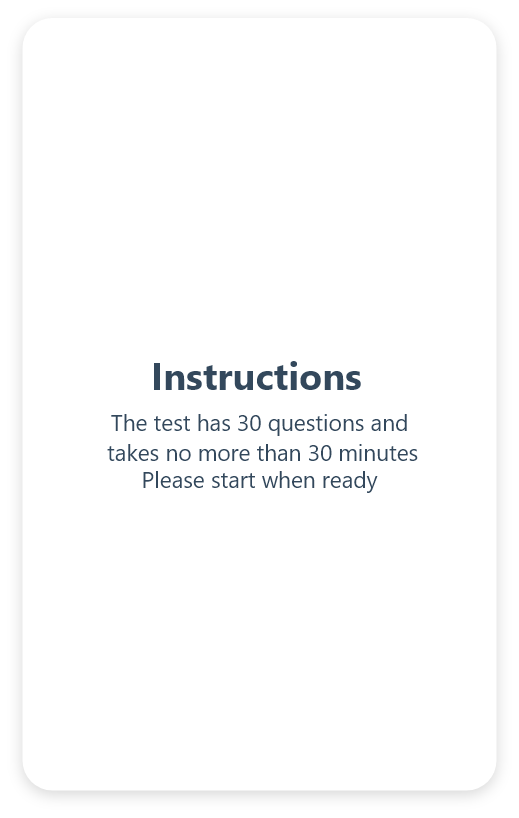 Instructions
The test has 30 questions and
takes no more than 30 minutes
Please start when ready